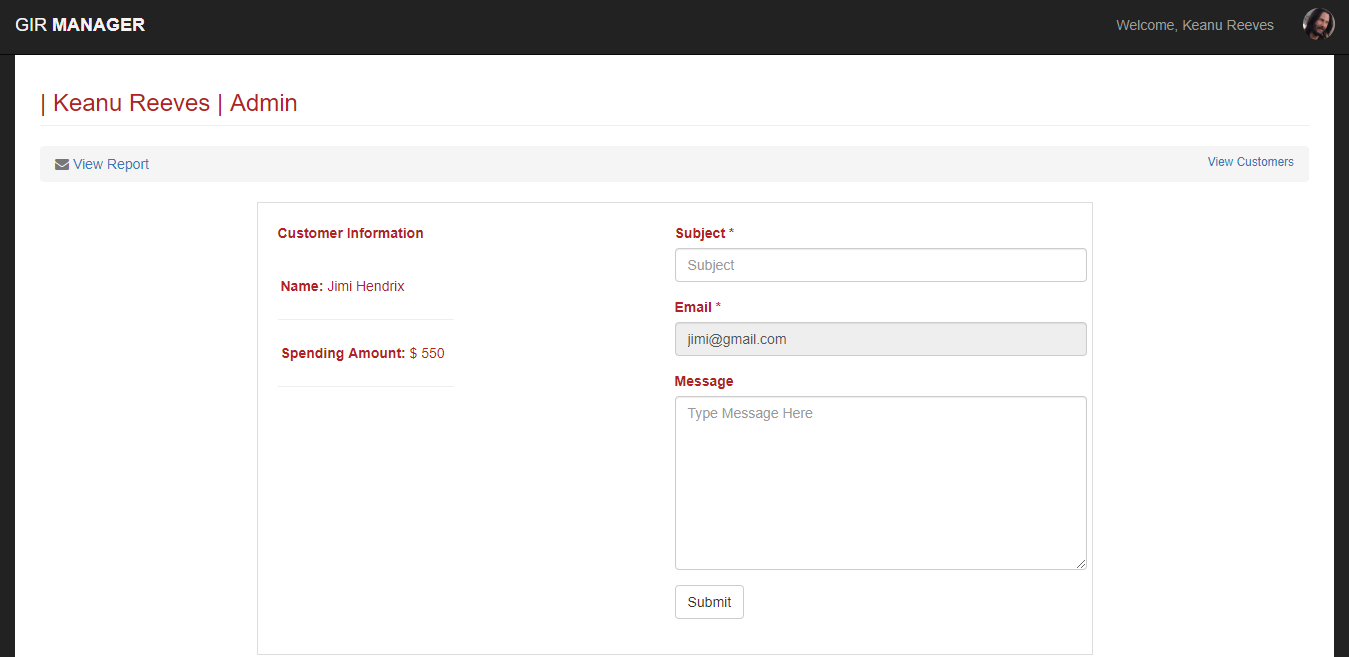 GIR MANAGER
Welcome, Keanu Reeves
| Keanu Reeves | Admin
View Report
View Customers
Customer Information
Name: Jimi Hendrix
Spending Amount: $ 550
Subject *
Subject
Email *
jimi@gmail.com
Message
Type Message Here
Submit